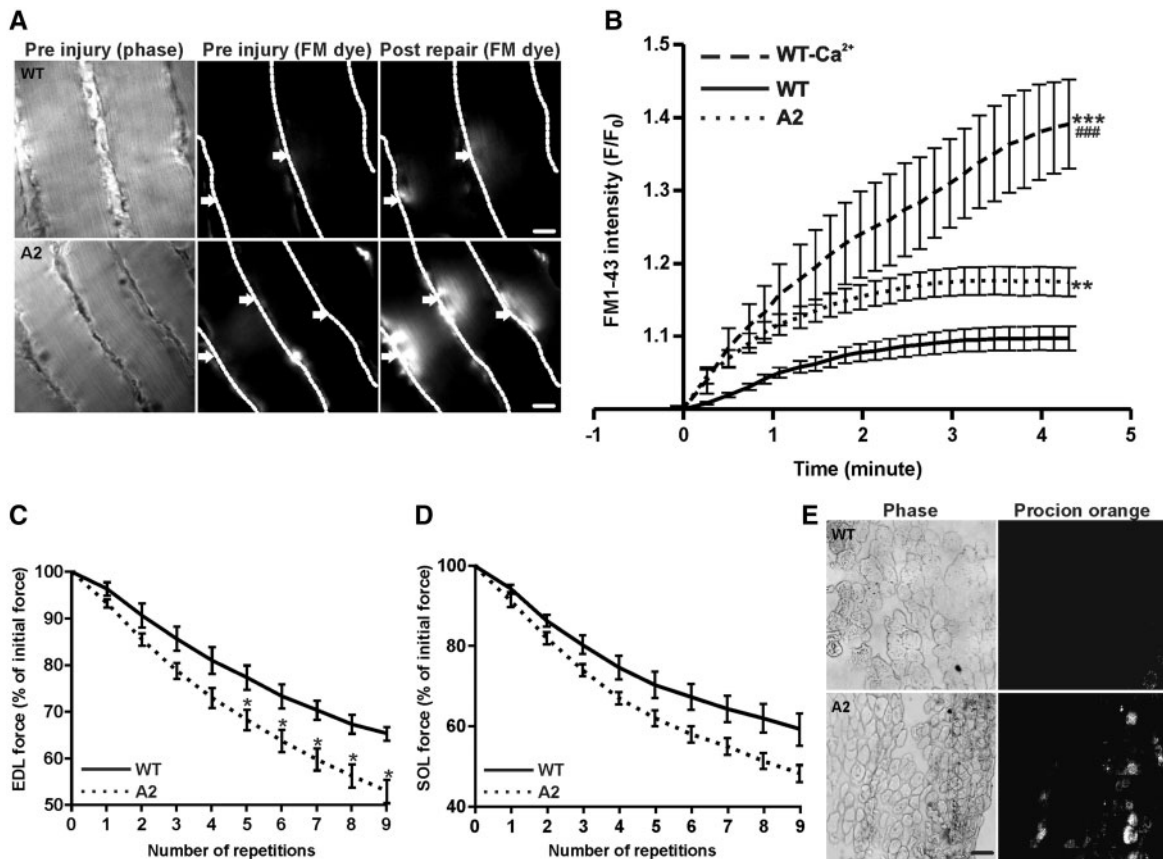 A
Pre injury (phase)
Pre injury (FM dye)
Post repair (FM dye)
WT
A2
B
FM1-43 intensity (F/F₀)
1.5
1.4
1.3
1.2
1.1
WT-Ca²⁺
WT
A2
***
###
**
-1
0
1
2
3
4
5
Time (minute)
C
EDL force (% of initial force)
100
90
80
70
60
50
* * * * *
WT
A2
0 1 2 3 4 5 6 7 8 9
Number of repetitions
D
SOL force (% of initial force)
100
80
60
40
WT
A2
0 1 2 3 4 5 6 7 8 9
Number of repetitions
E
Phase
Procion orange
WT
A2